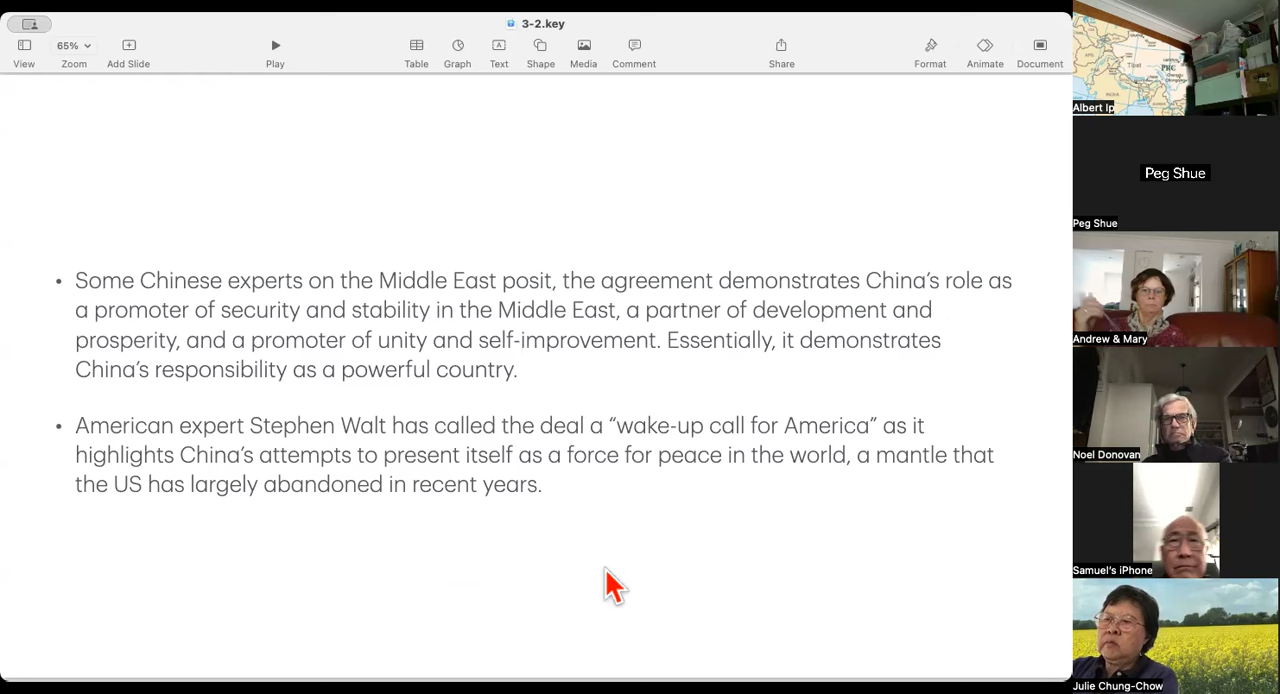 3-2.key
65%
View
Zoom
Add Slide
Play
Table
Graph
Text
Shape
Media
Comment
Share
Format
Animate
Document
• Some Chinese experts on the Middle East posit, the agreement demonstrates China’s role as
a promoter of security and stability in the Middle East, a partner of development and
prosperity, and a promoter of unity and self-improvement. Essentially, it demonstrates
China’s responsibility as a powerful country.
• American expert Stephen Walt has called the deal a “wake-up call for America” as it
highlights China’s attempts to present itself as a force for peace in the world, a mantle that
the US has largely abandoned in recent years.
PRC
INDIA
Albert Ip
Peg Shue
Peg Shue
Andrew & Mary
Noel Donovan
Samuel's iPhone
Julie Chung-Chow